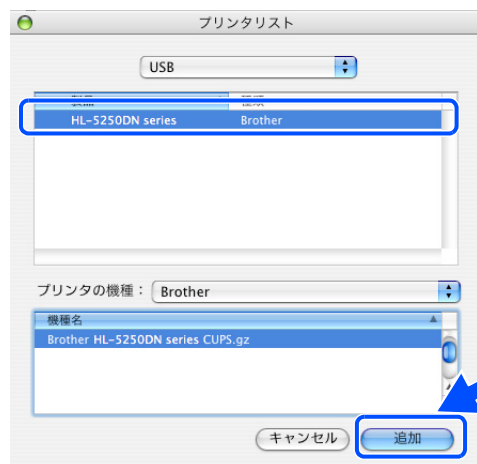 プリンタリスト
USB
HL-5250DN series Brother
プリンタの機種： Brother
機種名
Brother HL-5250DN series CUPS.gz
キャンセル 追加